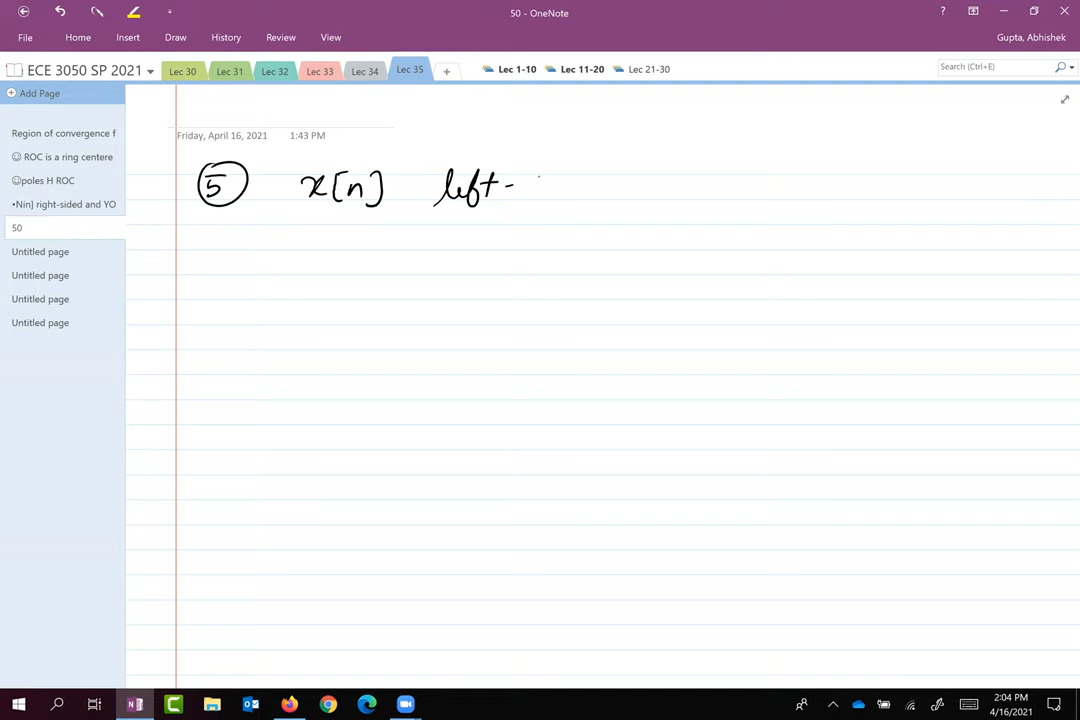 50 - OneNote
?
File
Home
Insert
Draw
History
Review
View
Gupta, Abhishek
ECE 3050 SP 2021
Lec 30
Lec 31
Lec 32
Lec 33
Lec 34
Lec 35
+
Lec 1-10
Lec 11-20
Lec 21-30
Search (Ctrl+E)
Add Page
Region of convergence f
ROC is a ring centere
poles H ROC
•Nin] right-sided and YO
50
Untitled page
Untitled page
Untitled page
Untitled page
Friday, April 16, 2021 1:43 PM
5 x[n] left-
2:04 PM
4/16/2021